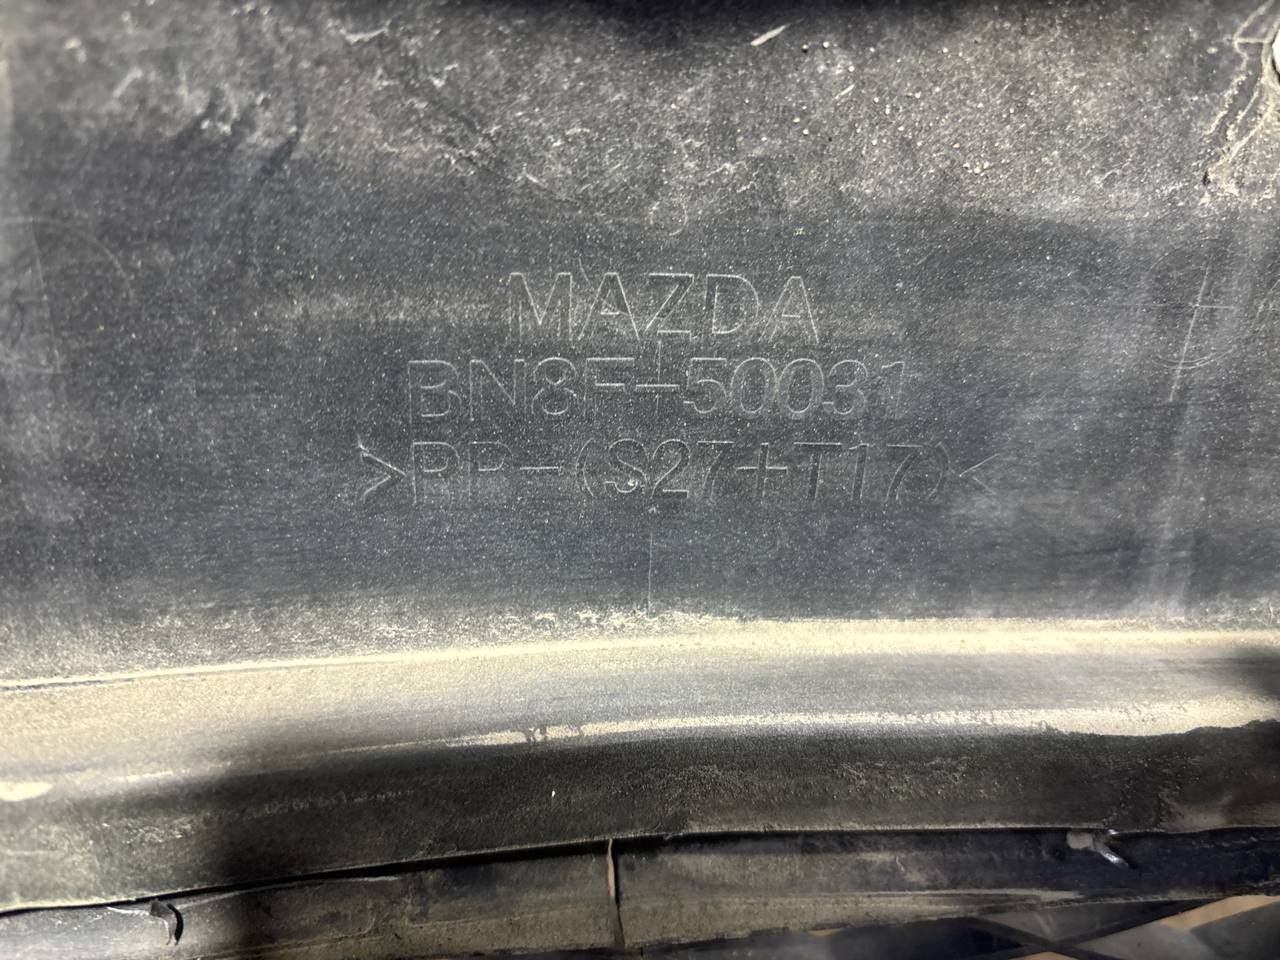 MAZDA
BN8F-50031
>PP-(S27+T17)<